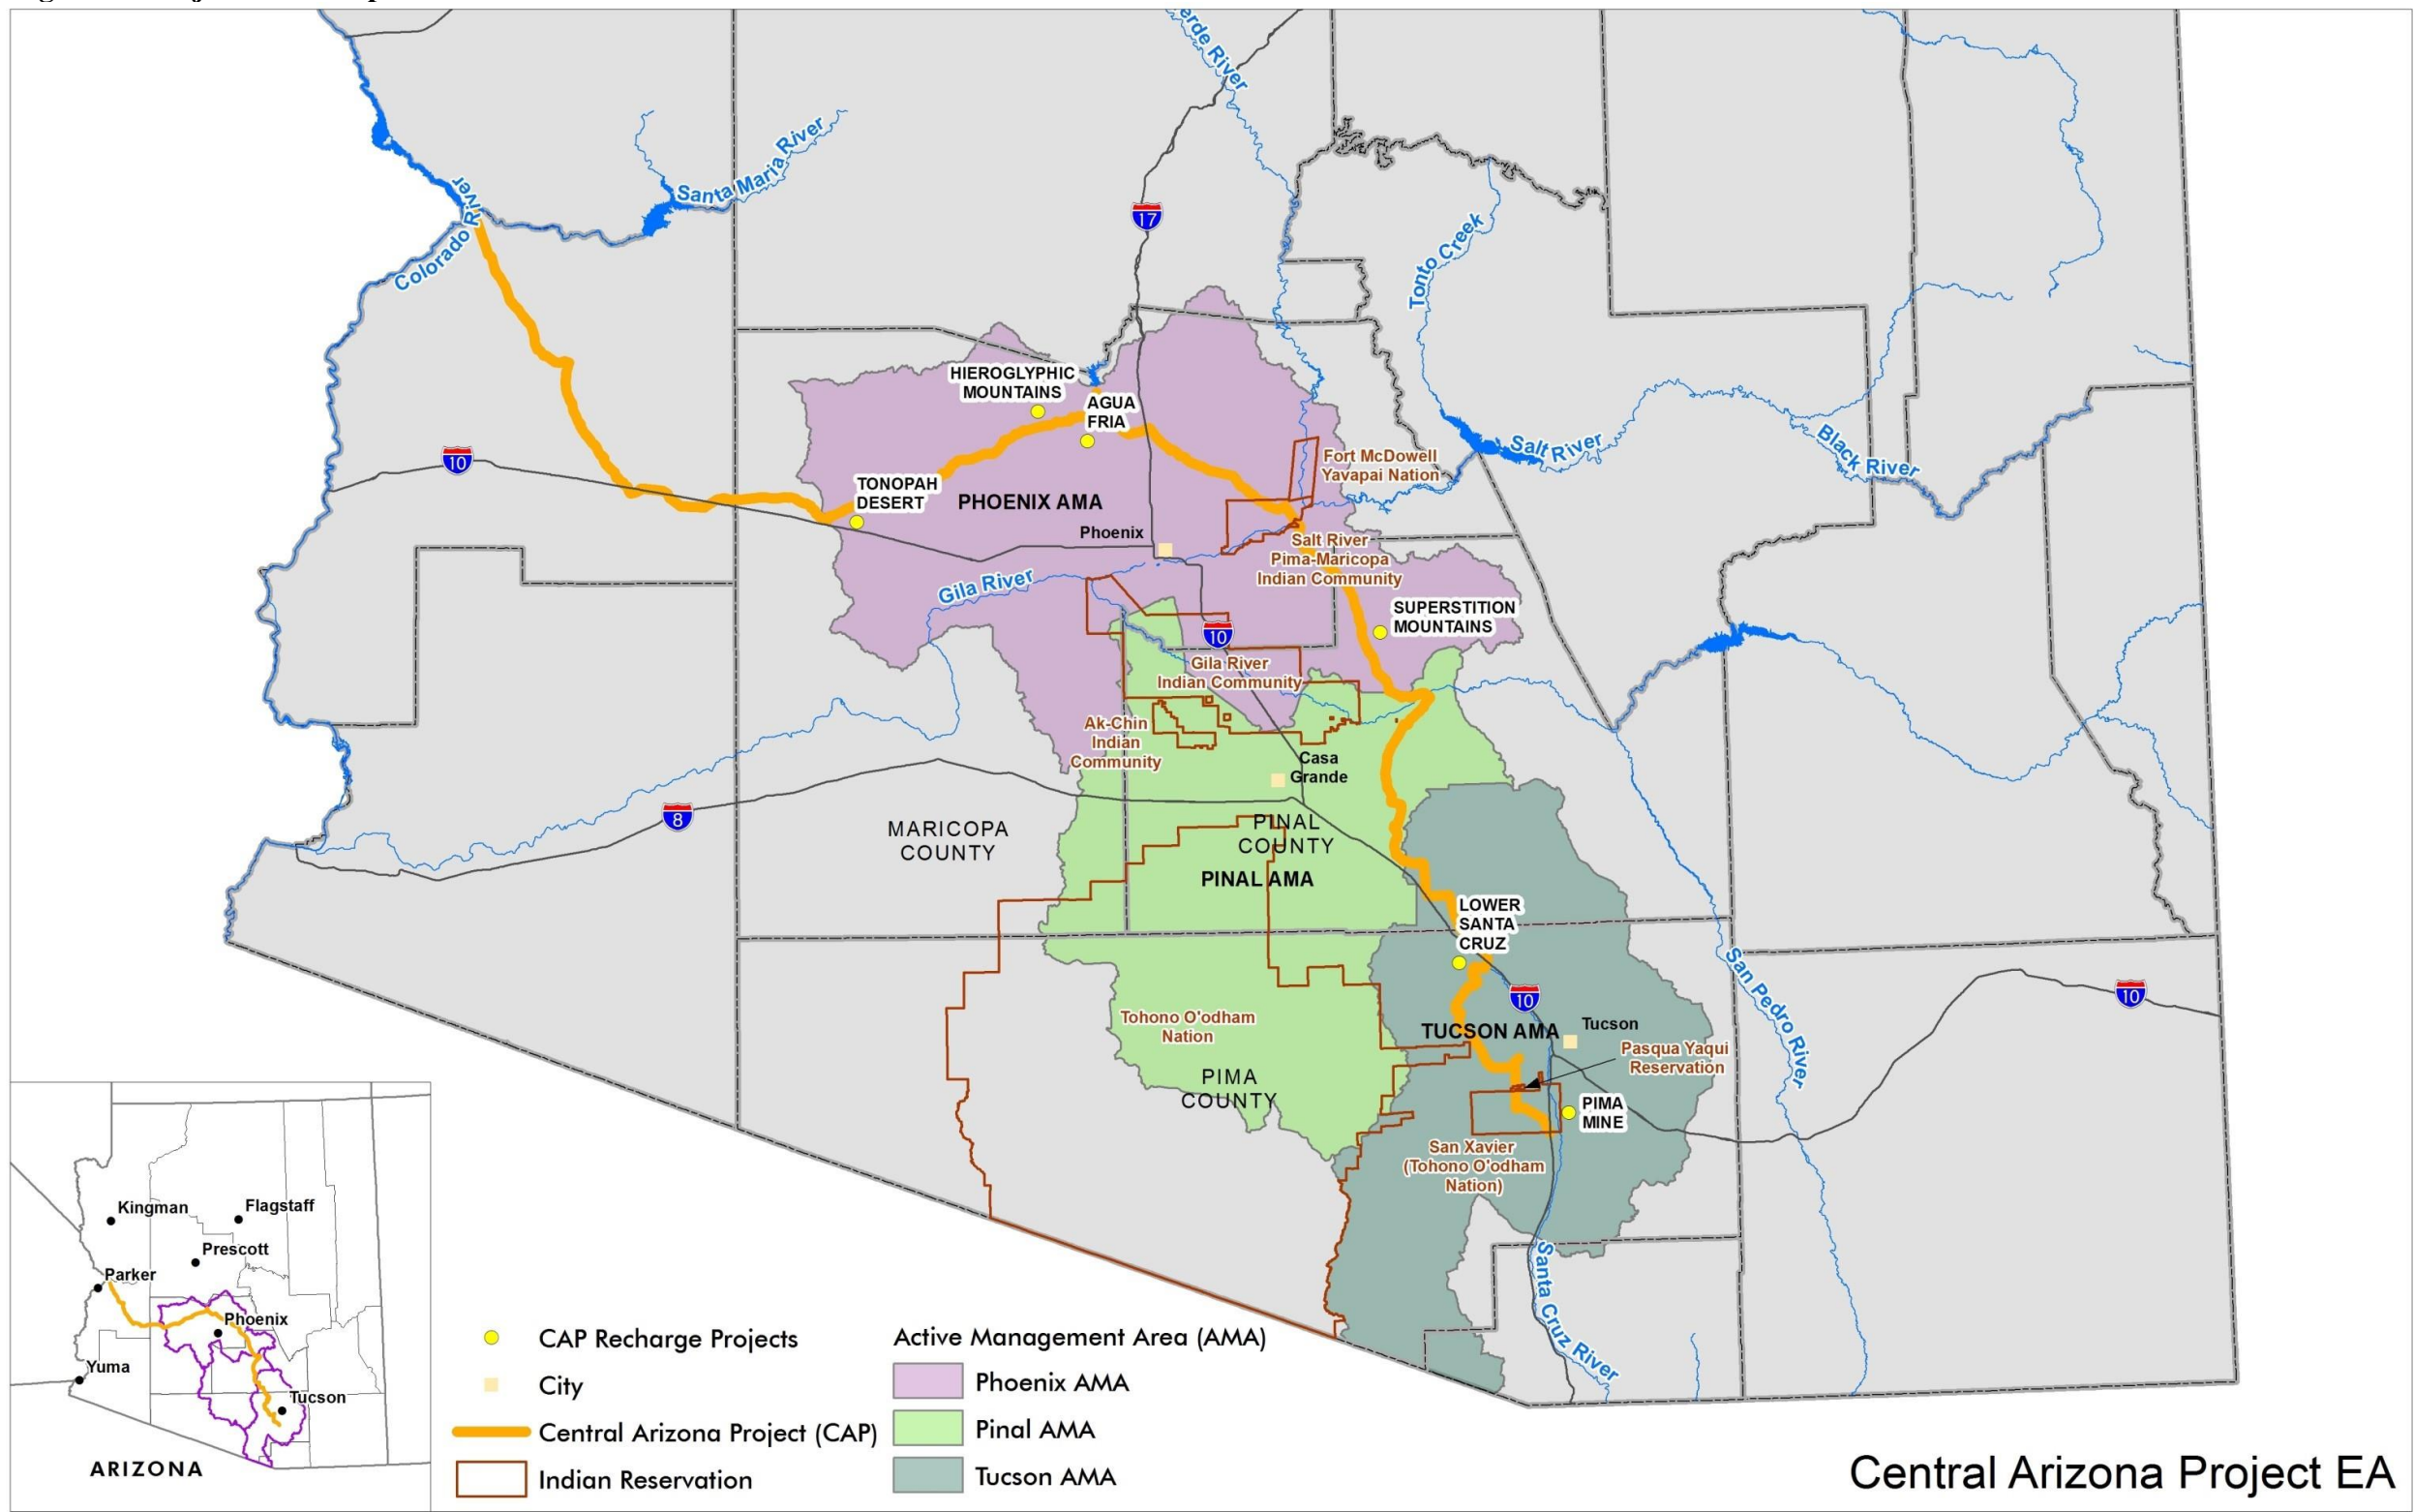 erde River
Santa Maria River
Colorado River
17
Tonto Creek
HIEROGLYPHIC
MOUNTAINS
AGUA
FRIA
Salt River
Black River
Fort McDowell
Yavapai Nation
10
TONOPAH
DESERT
PHOENIX AMA
Phoenix
Salt River
Pima-Maricopa
Indian Community
Gila River
SUPERSTITION
MOUNTAINS
10
Gila River
Indian Community
Ak-Chin
Indian
Community
Casa
Grande
8
MARICOPA
COUNTY
PINAL
COUNTY
PINAL AMA
LOWER
SANTA
CRUZ
San Pedro River
10
10
Tohono O'odham
Nation
TUCSON AMA
Tucson
Pasqua Yaqui
Reservation
PIMA
COUNTY
PIMA
MINE
San Xavier
(Tohono O'odham
Nation)
Santa Cruz River
Kingman
Flagstaff
Prescott
Parker
Phoenix
Yuma
Tucson
ARIZONA
CAP Recharge Projects
City
Central Arizona Project (CAP)
Indian Reservation
Active Management Area (AMA)
Phoenix AMA
Pinal AMA
Tucson AMA
Central Arizona Project EA